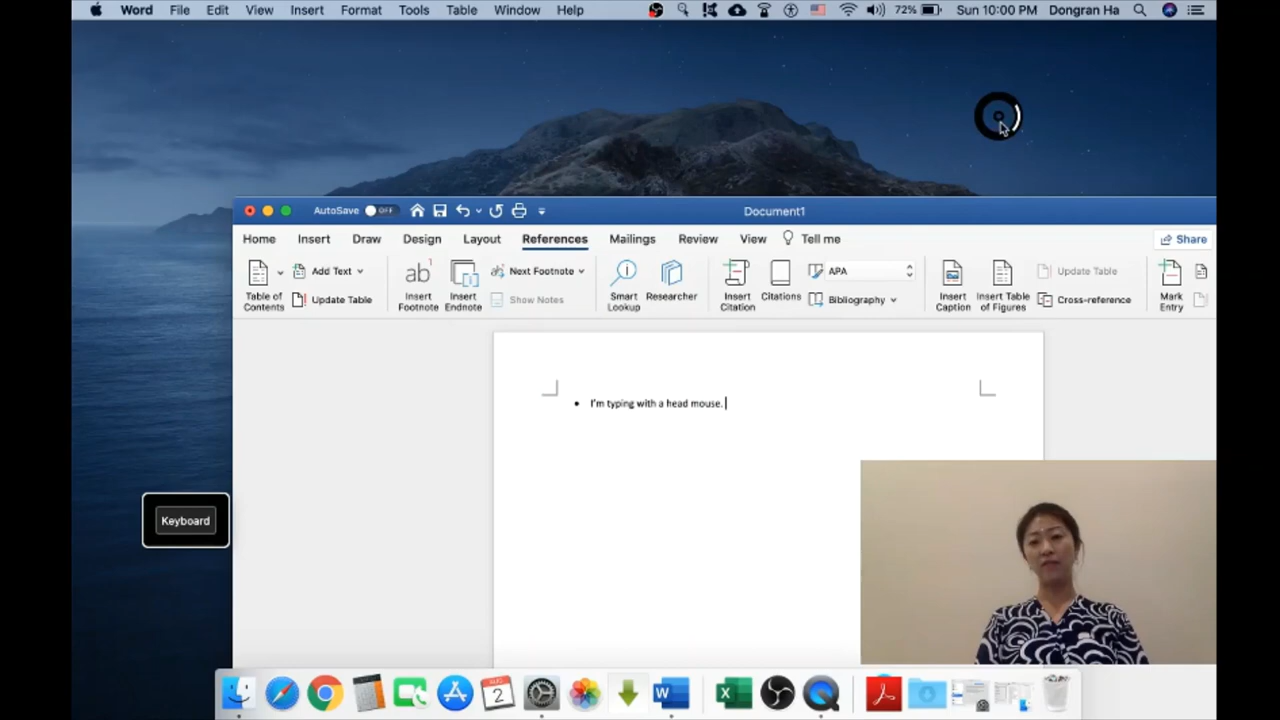 Word File Edit View Insert Format Tools Table Window Help 72% Sun 10:00 PM Dongran Ha
AutoSave OFF Document1
Home Insert Draw Design Layout References Mailings Review View Tell me Share
Table of Contents
Add Text
Update Table
ab
Insert Footnote
Insert Endnote
Next Footnote
Show Notes
Smart Lookup
Researcher
Insert Citation
Citations
APA
Bibliography
Insert Caption
Insert Table of Figures
Update Table
Cross-reference
Mark Entry
• I'm typing with a head mouse.
Keyboard
AUG
2
W
X